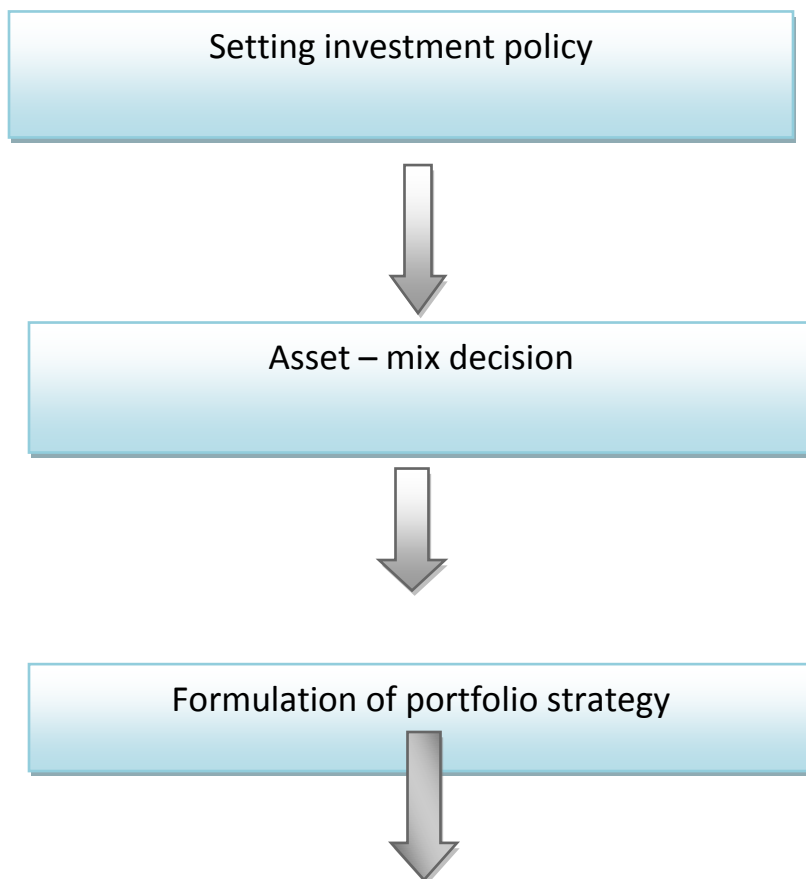 Setting investment policy
Asset – mix decision
Formulation of portfolio strategy